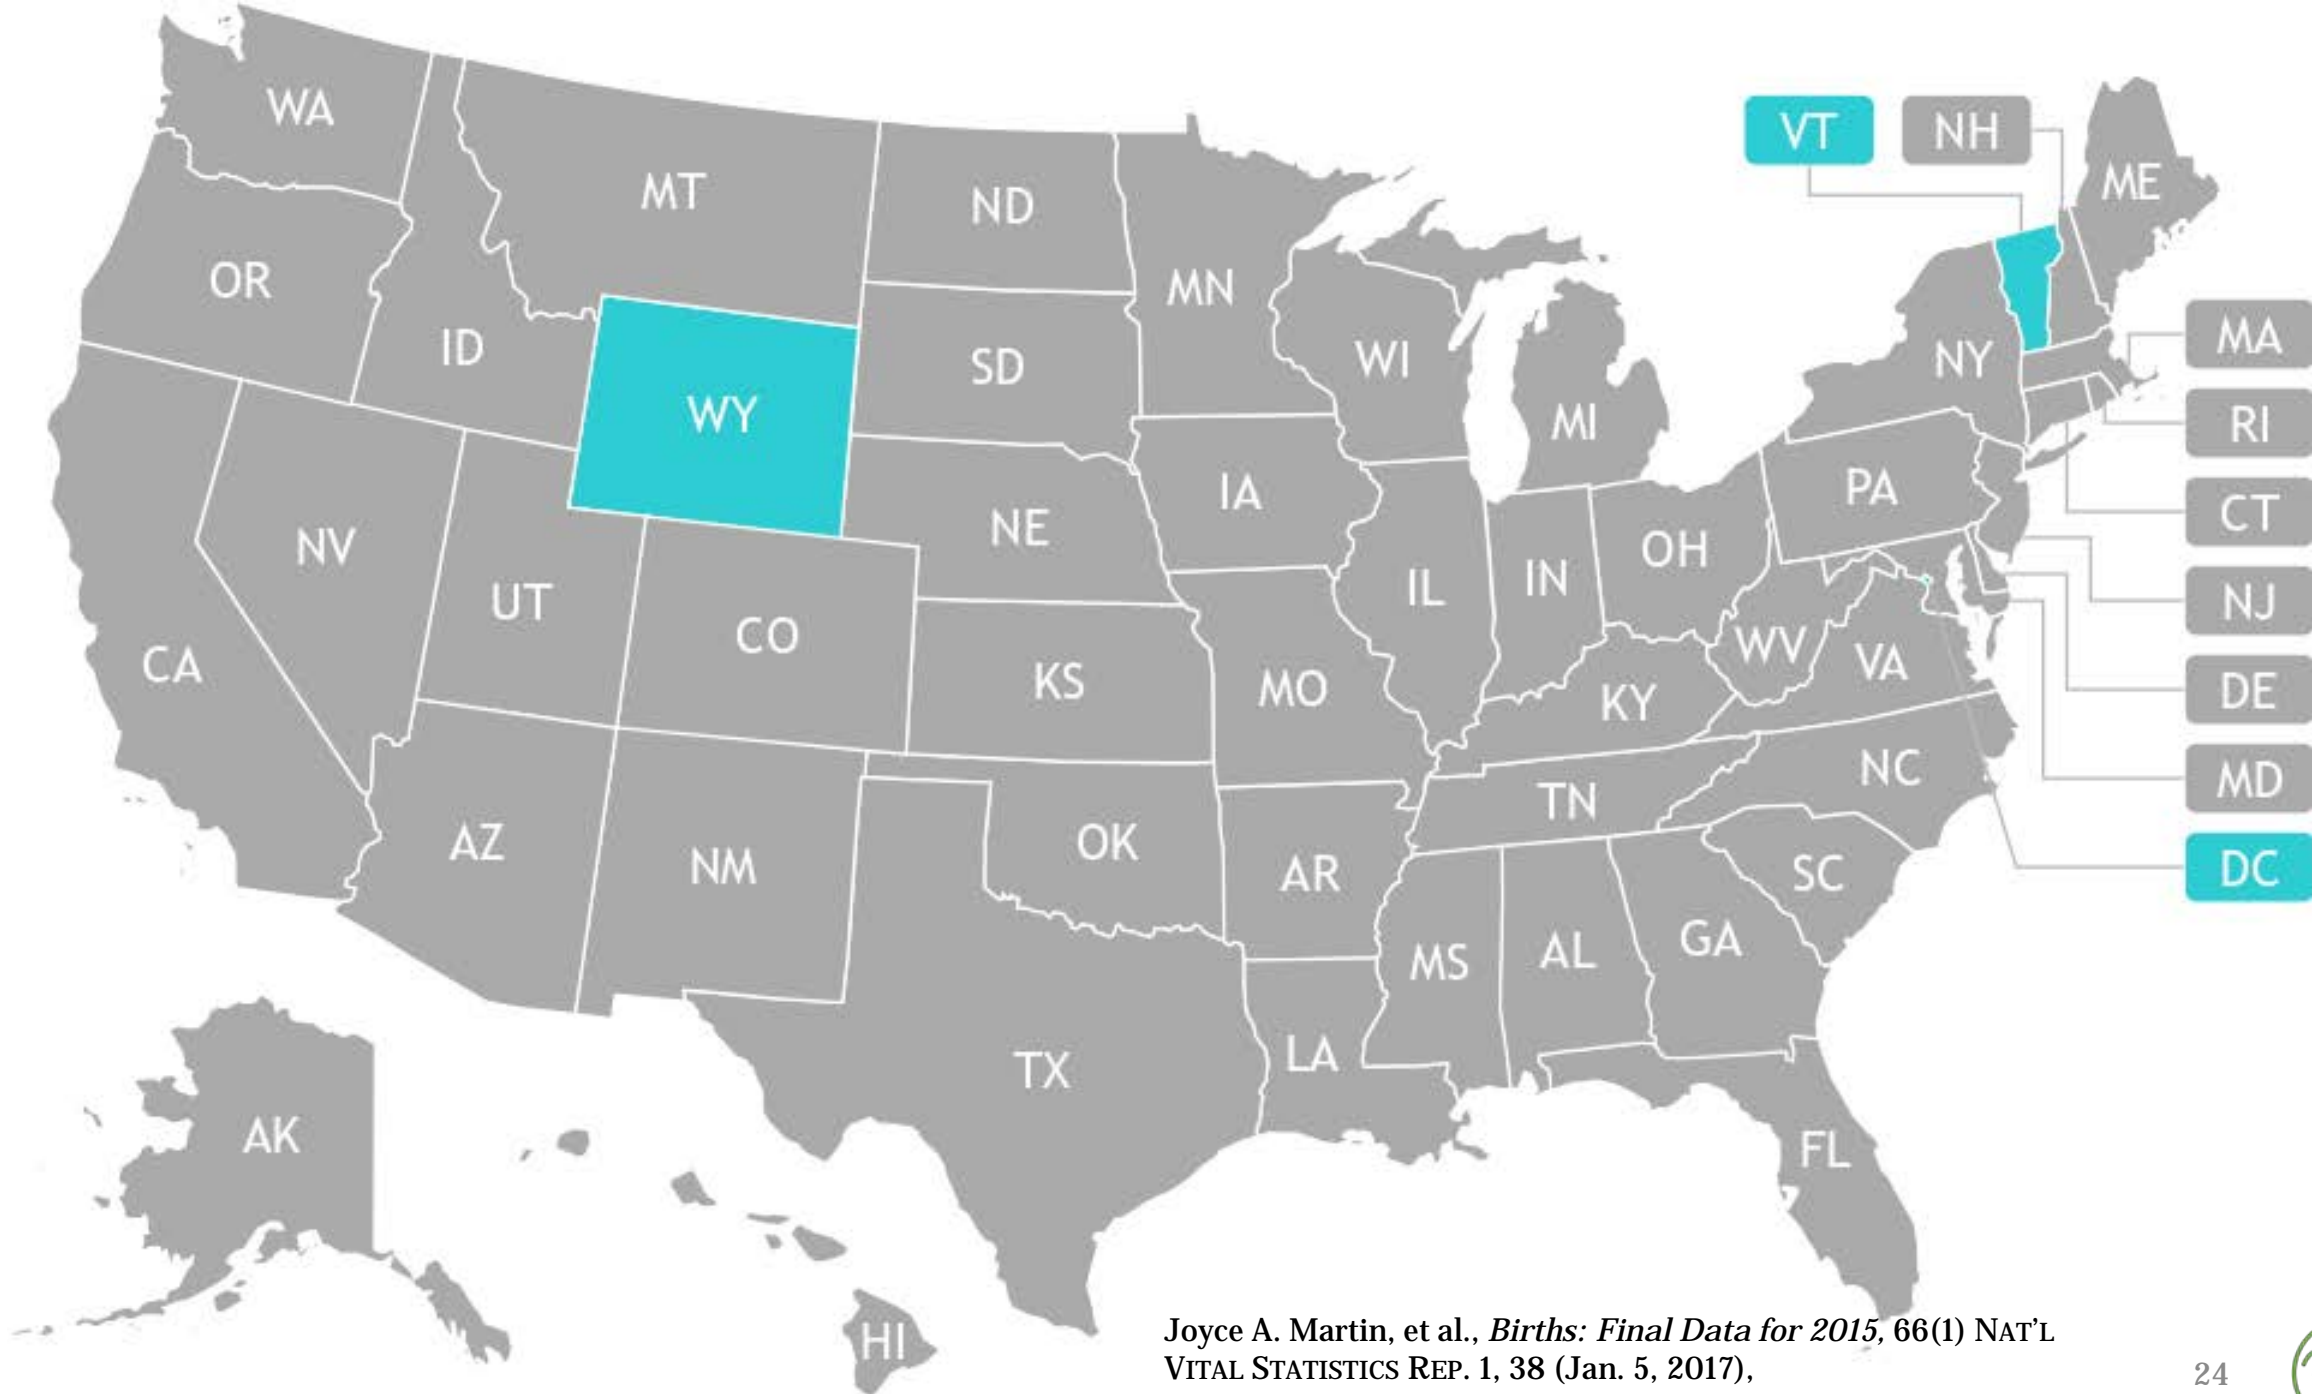 WA
MT
ND
VT
NH
ME
OR
ID
MN
SD
WI
NY
MA
WY
MI
RI
IA
PA
CT
NV
NE
OH
UT
IL
IN
NJ
CO
CA
KS
MO
WV
VA
KY
DE
NC
MD
TN
AZ
NM
OK
AR
SC
DC
MS
AL
GA
TX
LA
AK
FL
HI
Joyce A. Martin, et al., Births: Final Data for 2015, 66(1) NAT’L
VITAL STATISTICS REP. 1, 38 (Jan. 5, 2017),
24